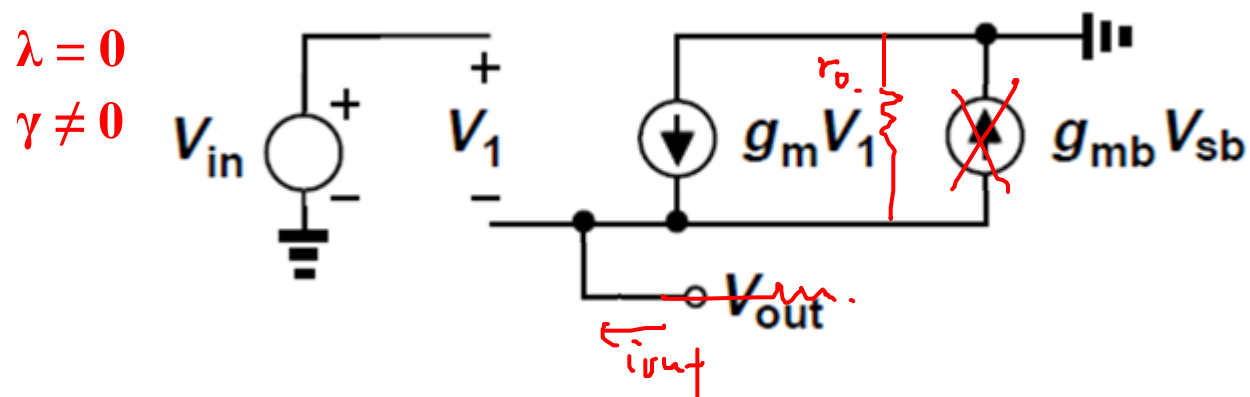 λ = 0
γ ≠ 0
Vin
+
−
+
V1
−
gmV1
ro
gmbVsb
Vout
iout